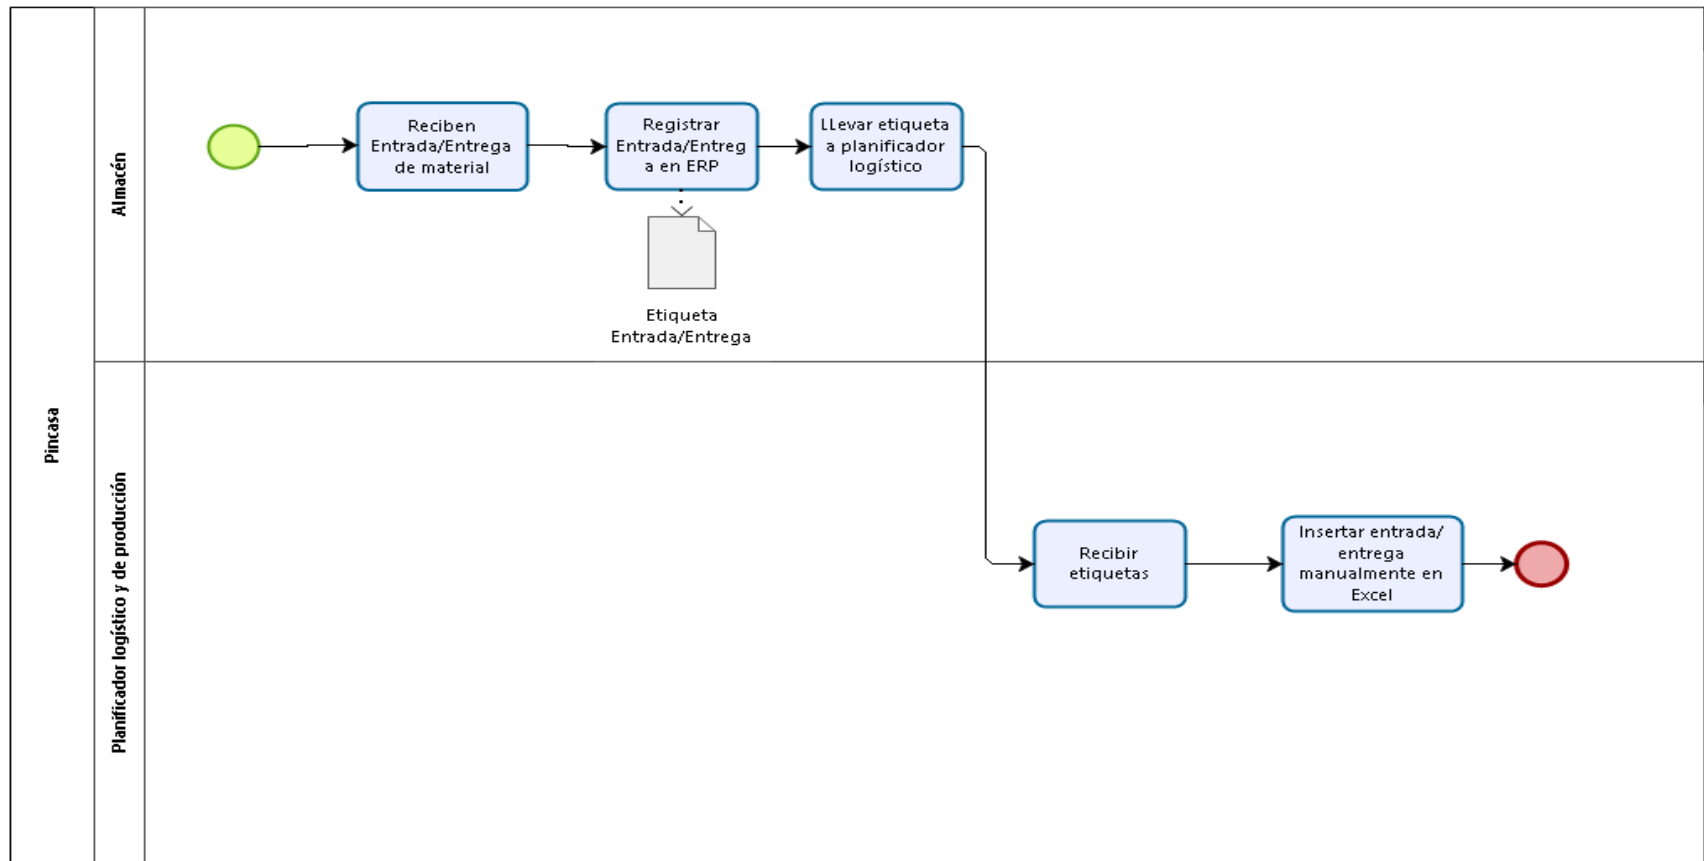 Pincasa
Almacén
Reciben
Entrada/Entrega
de material
Registrar
Entrada/Entreg
a en ERP
LLevar etiqueta
a planificador
logístico
Etiqueta
Entrada/Entrega
Planificador logístico y de producción
Recibir
etiquetas
Insertar entrada/
entrega
manualmente en
Excel